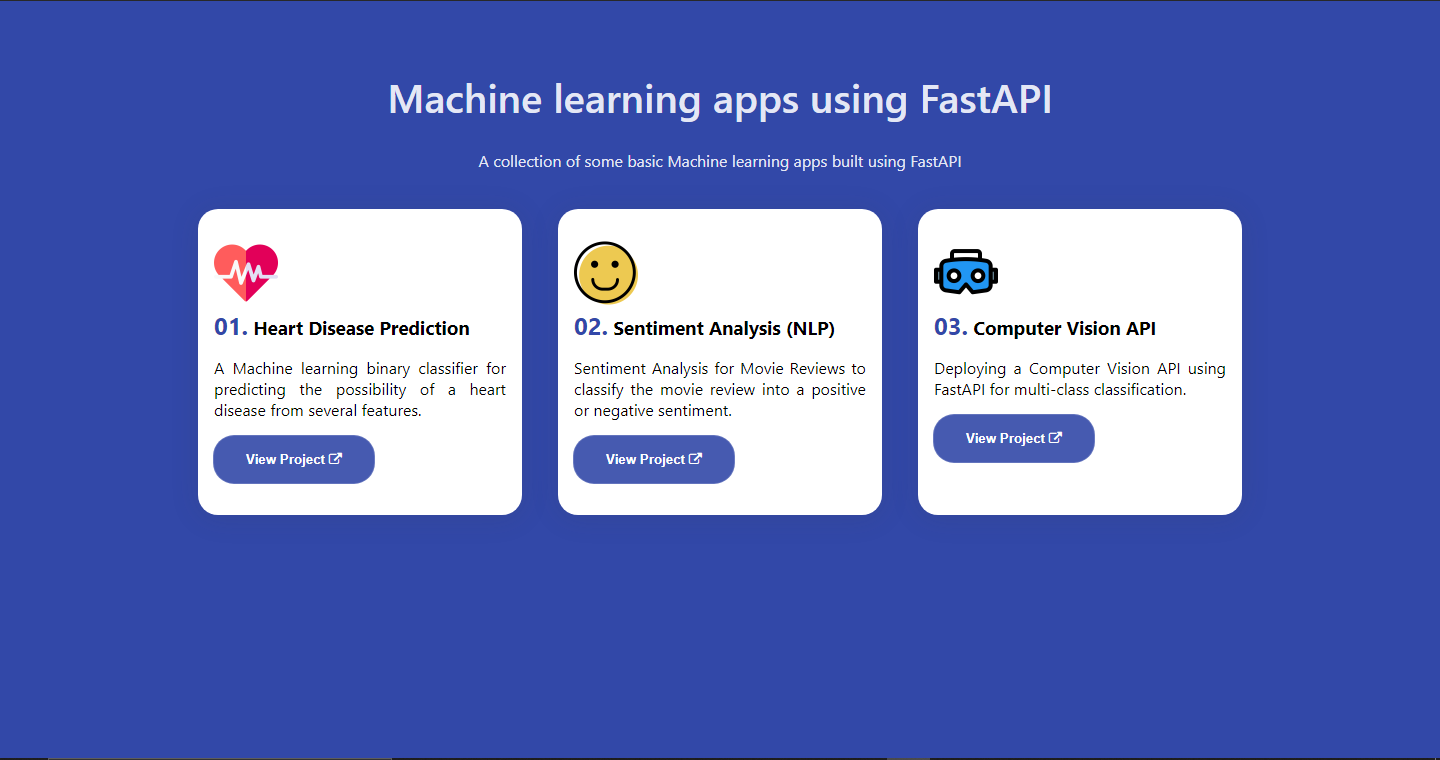 Machine learning apps using FastAPI
A collection of some basic Machine learning apps built using FastAPI
01. Heart Disease Prediction
A Machine learning binary classifier for
predicting the possibility of a heart
disease from several features.
View Project
02. Sentiment Analysis (NLP)
Sentiment Analysis for Movie Reviews to
classify the movie review into a positive
or negative sentiment.
View Project
03. Computer Vision API
Deploying a Computer Vision API using
FastAPI for multi-class classification.
View Project